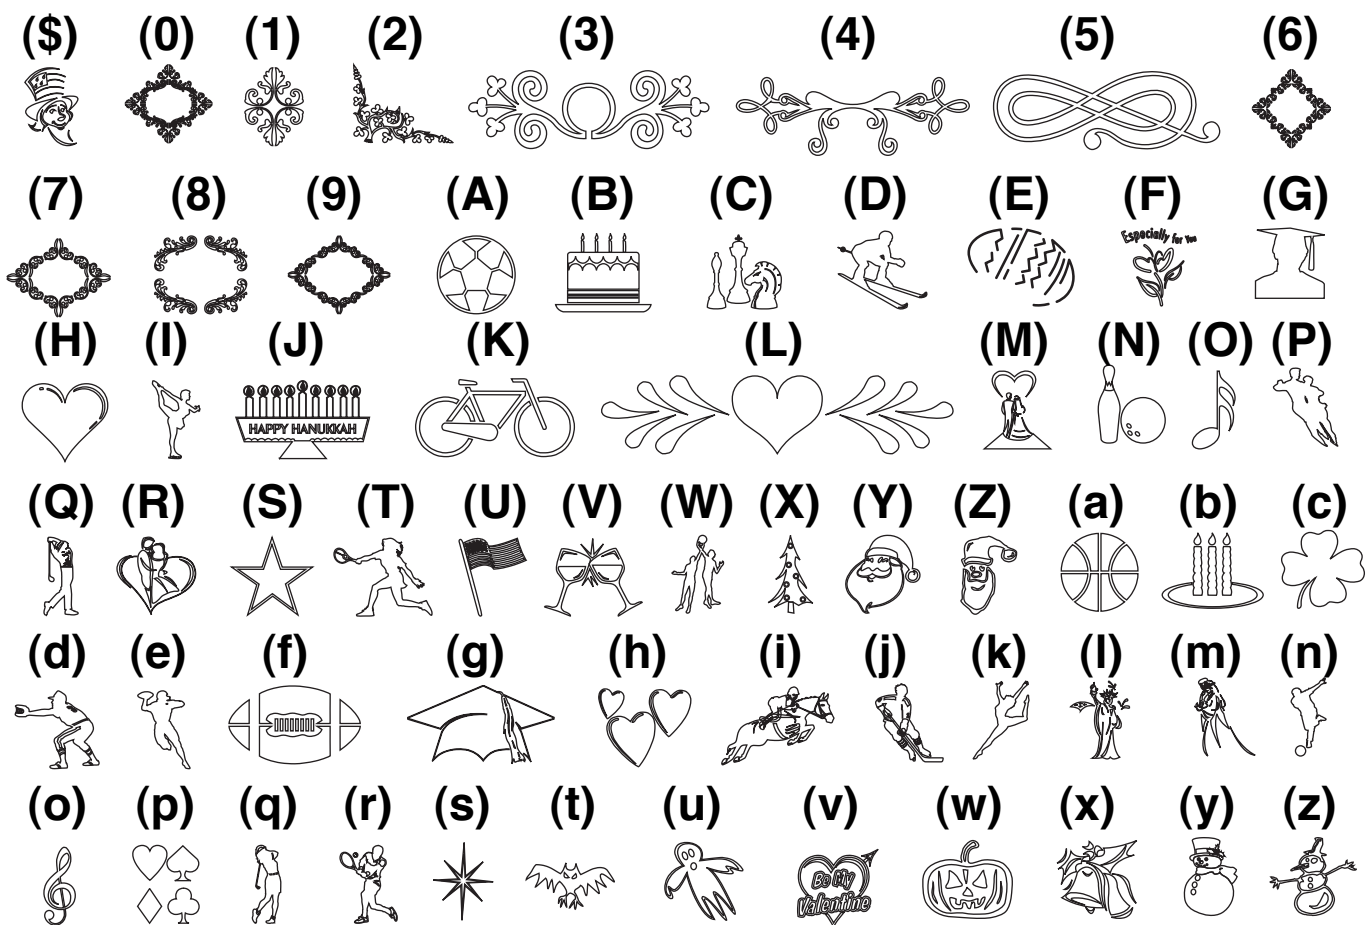 ($) (0) (1) (2) (3) (4) (5) (6)
(7) (8) (9) (A) (B) (C) (D) (E) (F) (G)
Especially for You
(H) (I) (J) (K) (L) (M) (N) (O) (P)
HAPPY HANUKKAH
(Q) (R) (S) (T) (U) (V) (W) (X) (Y) (Z) (a) (b) (c)
(d) (e) (f) (g) (h) (i) (j) (k) (l) (m) (n)
(o) (p) (q) (r) (s) (t) (u) (v) (w) (x) (y) (z)
Be My
Valentine